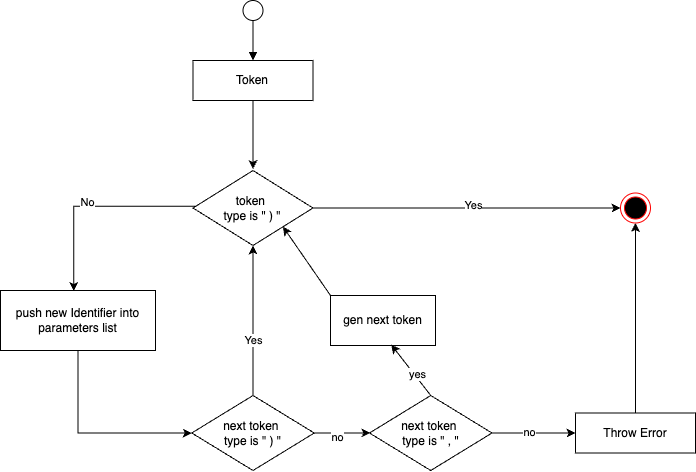 Token
token
type is " ) "
No
Yes
push new Identifier into
parameters list
gen next token
Yes
yes
next token
type is " ) "
no
next token
type is " , "
no
Throw Error